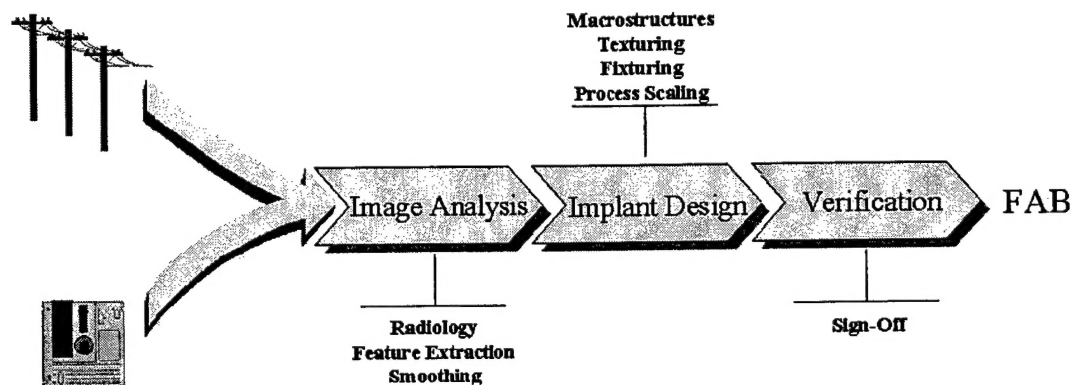 Macrostructures
Texturing
Fixturing
Process Scaling
Image Analysis
Implant Design
Verification
FAB
Radiology
Feature Extraction
Smoothing
Sign-Off